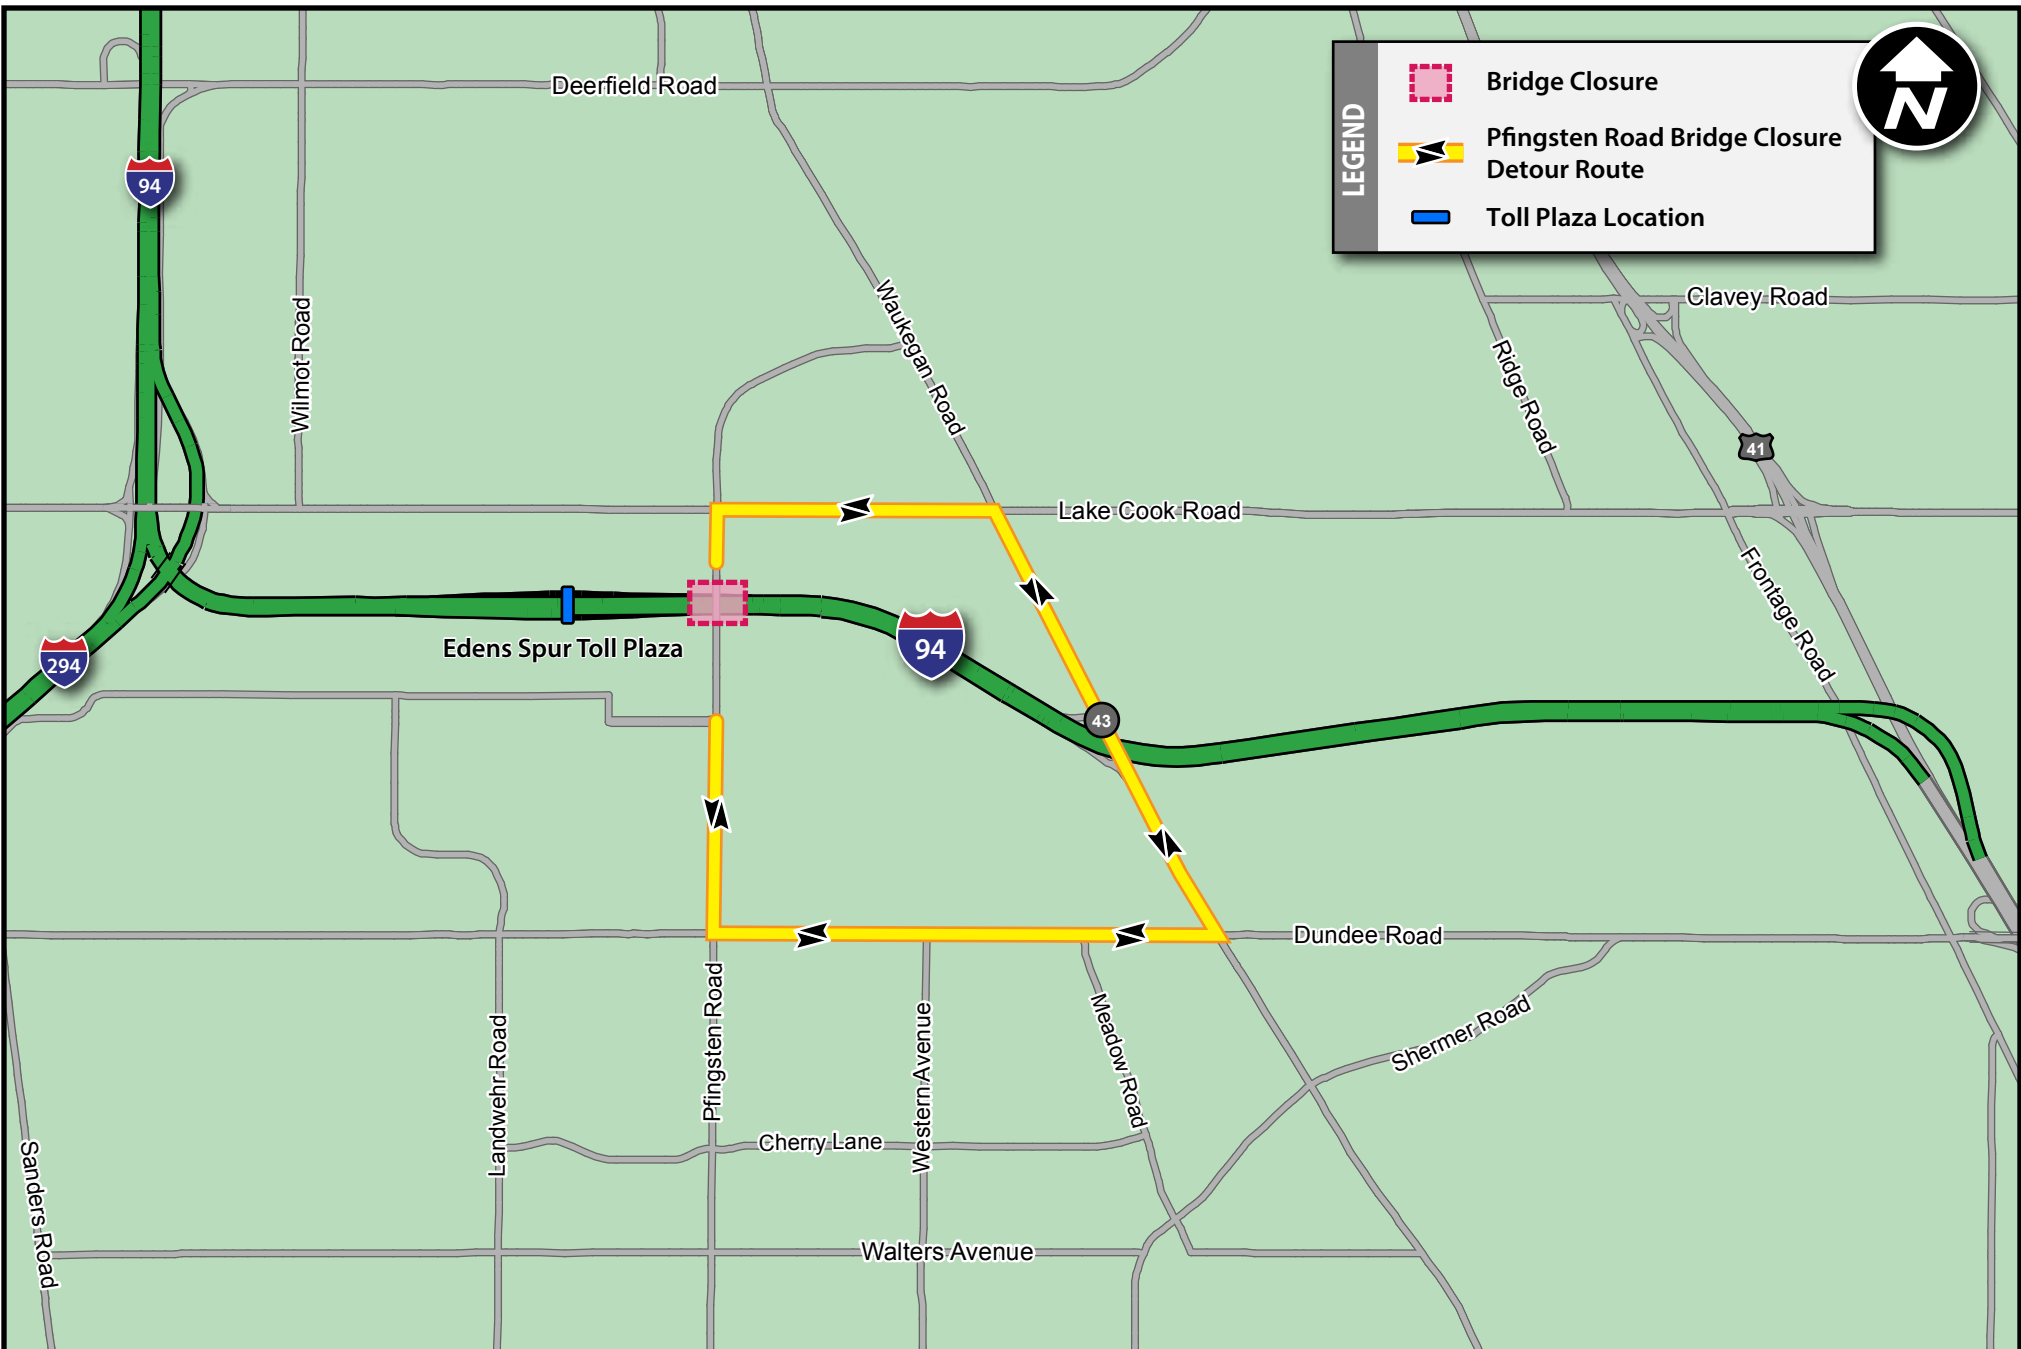 Deerfield Road
LEGEND
Bridge Closure
Pfingsten Road Bridge Closure
Detour Route
Toll Plaza Location
N
94
Wilmot Road
Waukegan Road
Clavey Road
Ridge Road
41
Lake Cook Road
Frontage Road
Edens Spur Toll Plaza
94
294
43
Dundee Road
Pfingsten Road
Landwehr Road
Western Avenue
Meadow Road
Shermer Road
Cherry Lane
Sanders Road
Walters Avenue